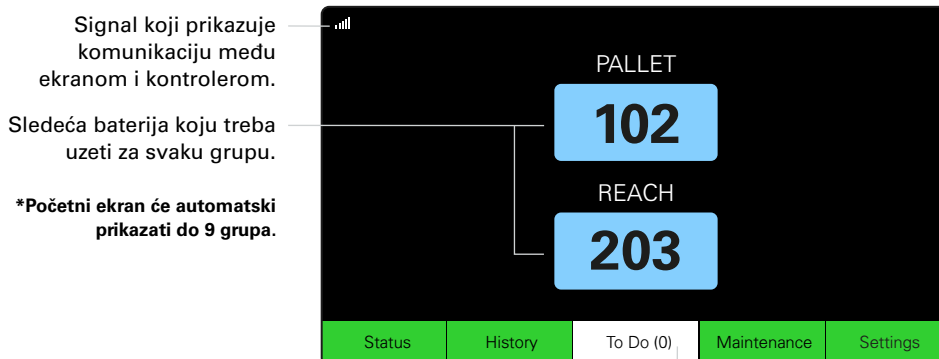 Signal koji prikazuje
komunikaciju među
ekranom i kontrolerom.
Sledeća baterija koju treba
uzeti za svaku grupu.
*Početni ekran će automatski
prikazati do 9 grupa.
PALLET
102
REACH
203
Status
History
To Do (0)
Maintenance
Settings